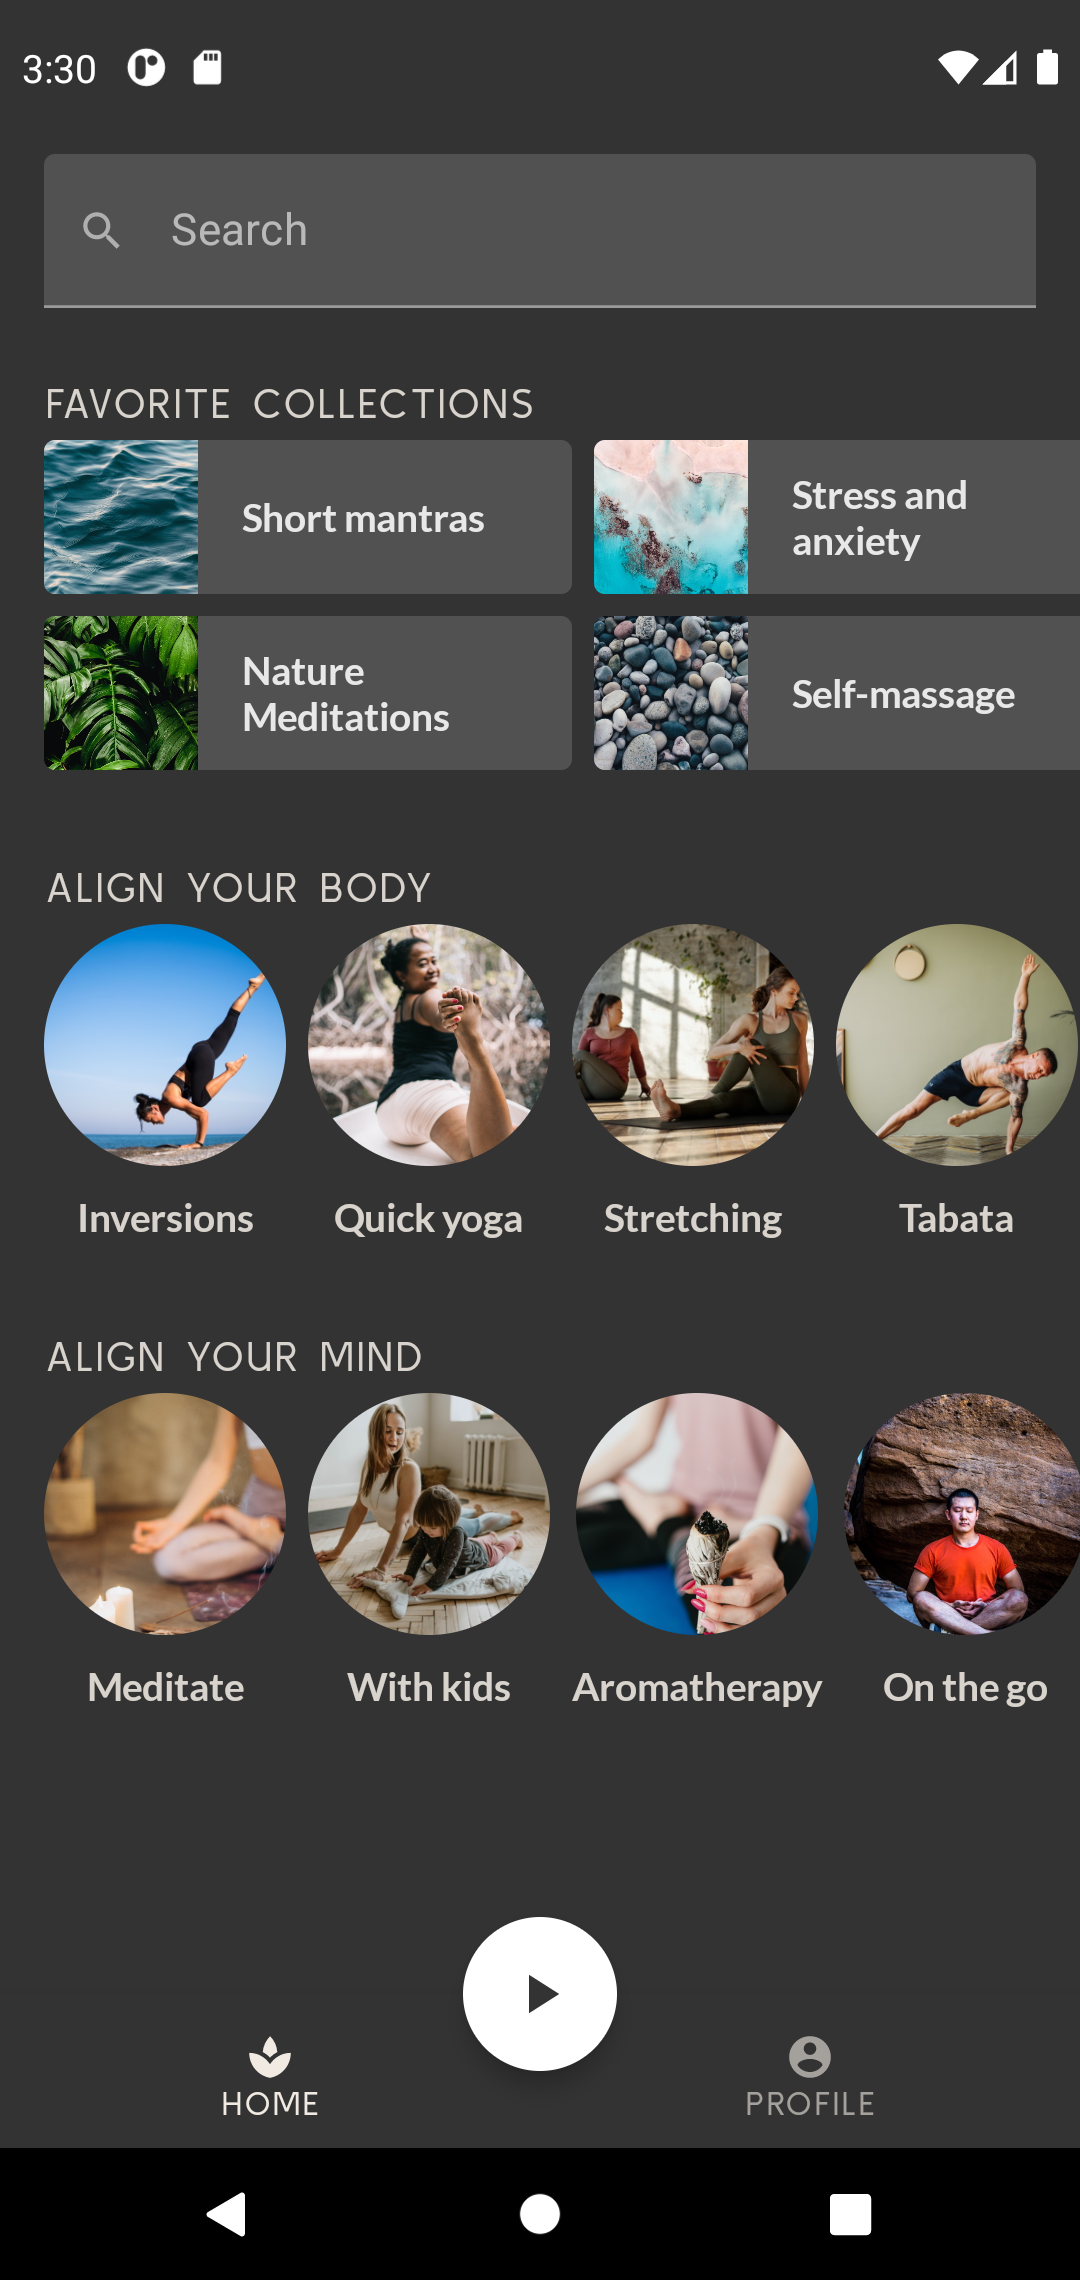 3:30
Search
FAVORITE COLLECTIONS
Short mantras
Stress and
anxiety
Nature
Meditations
Self-massage
ALIGN YOUR BODY
Inversions
Quick yoga
Stretching
Tabata
ALIGN YOUR MIND
Meditate
With kids
Aromatherapy
On the go
HOME
PROFILE